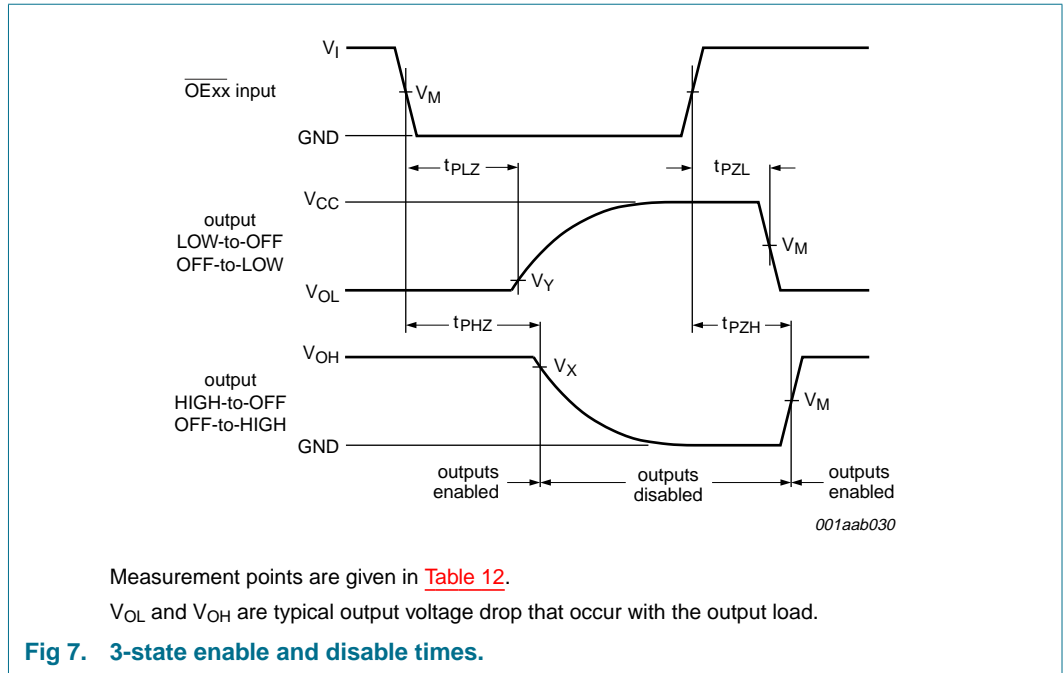 VI
OExx input
VM
GND
tPLZ
tPZL
VCC
output
LOW-to-OFF
OFF-to-LOW
VM
VY
VOL
tPHZ
tPZH
VOH
VX
output
HIGH-to-OFF
OFF-to-HIGH
VM
GND
outputs
enabled
outputs
disabled
outputs
enabled
001aab030
Measurement points are given in Table 12.
VOL and VOH are typical output voltage drop that occur with the output load.
Fig 7. 3-state enable and disable times.